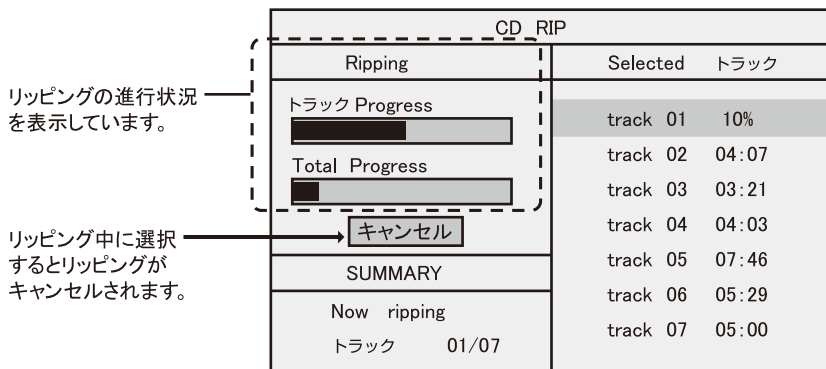 CD RIP
Ripping
トラック Progress
Total Progress
キャンセル
SUMMARY
Now ripping
トラック 01/07
Selected トラック
track 01 10%
track 02 04:07
track 03 03:21
track 04 04:03
track 05 07:46
track 06 05:29
track 07 05:00
リッピングの進行状況
を表示しています。
リッピング中に選択
するとリッピングが
キャンセルされます。